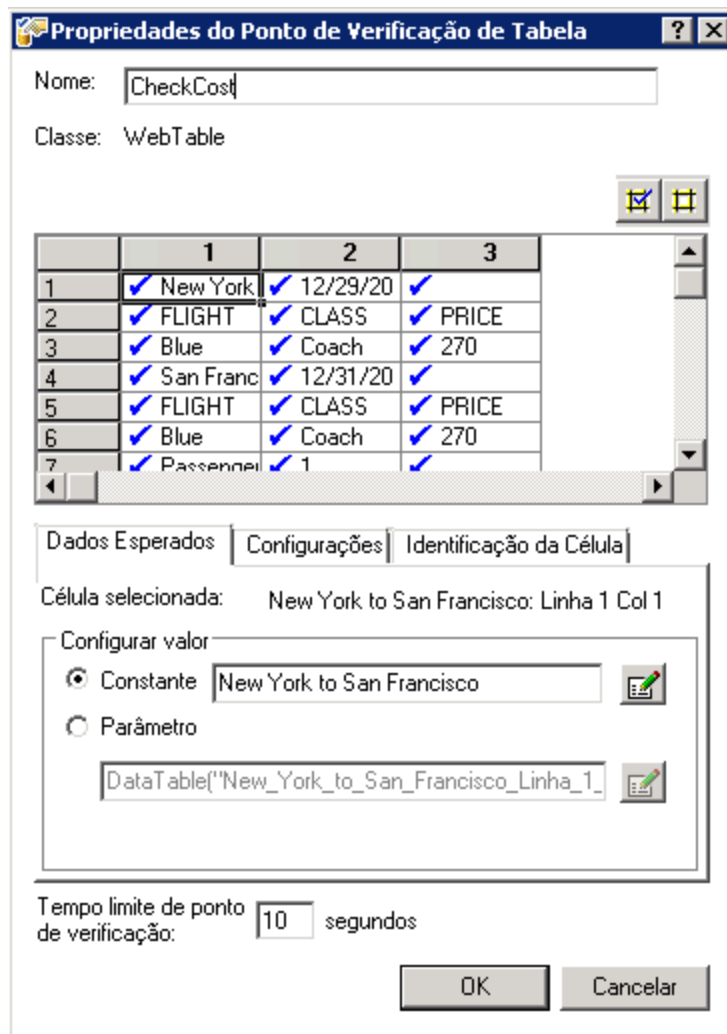 Propriedades do Ponto de Verificação de Tabela
Nome: CheckCost
Classe: WebTable
1 2 3
1 New York 12/29/20
2 FLIGHT CLASS PRICE
3 Blue Coach 270
4 San Franc 12/31/20
5 FLIGHT CLASS PRICE
6 Blue Coach 270
7 Passenger 1
Dados Esperados Configurações Identificação da Célula
Célula selecionada: New York to San Francisco: Linha 1 Col 1
Configurar valor
Constante New York to San Francisco
Parâmetro
DataTable("New_York_to_San_Francisco_Linha_1_
Tempo limite de ponto
de verificação: 10 segundos
OK Cancelar